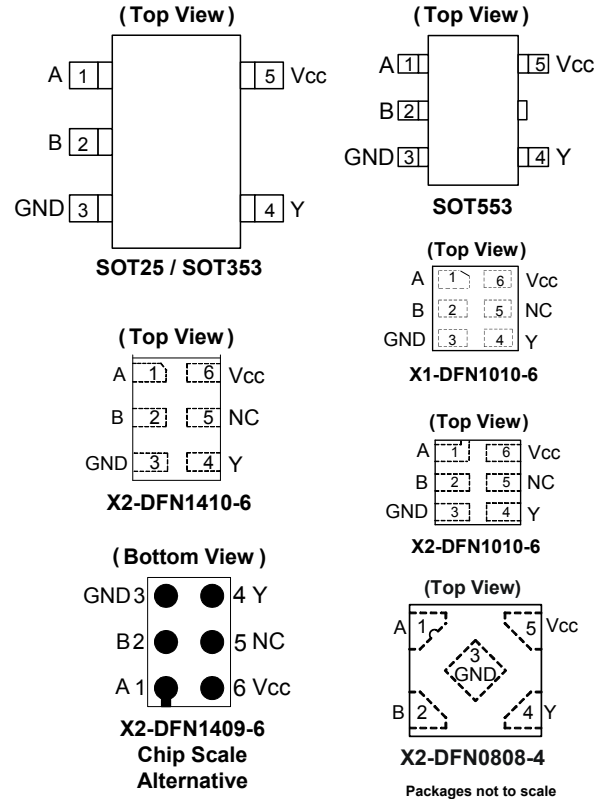 (Top View)
A 1 5 Vcc
B 2
GND 3 4 Y
SOT25 / SOT353
(Top View)
A 1 5 Vcc
B 2
GND 3 4 Y
SOT553
(Top View)
A 1 6 Vcc
B 2 5 NC
GND 3 4 Y
X1-DFN1010-6
(Top View)
A 1 6 Vcc
B 2 5 NC
GND 3 4 Y
X2-DFN1410-6
(Top View)
A 1 6 Vcc
B 2 5 NC
GND 3 4 Y
X2-DFN1010-6
(Bottom View)
GND 3 4 Y
B 2 5 NC
A 1 6 Vcc
X2-DFN1409-6
Chip Scale
Alternative
(Top View)
A 1 5 Vcc
3
GND
B 2 4 Y
X2-DFN0808-4
Packages not to scale